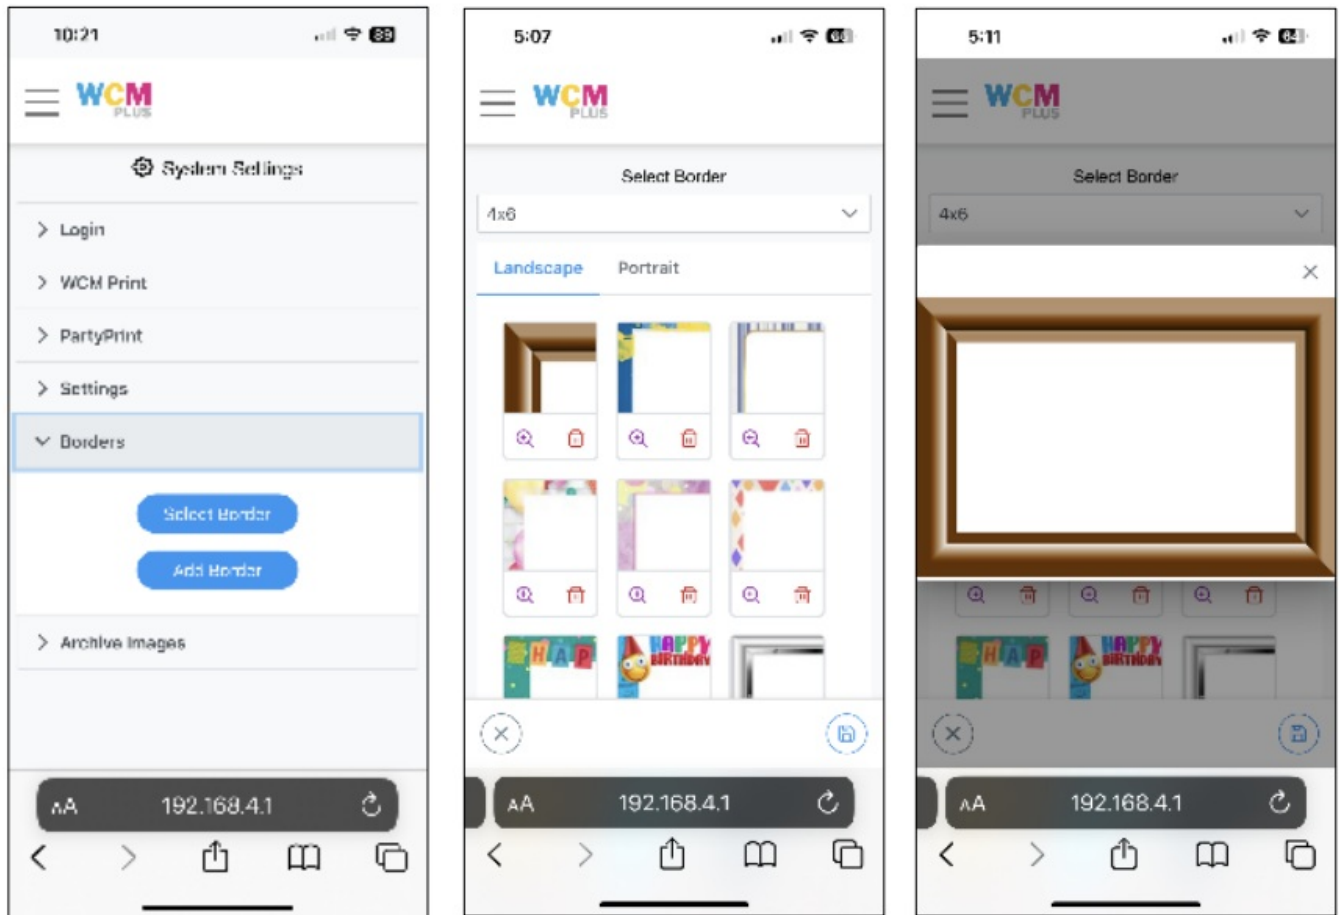 10:21
89
WCM
PLUS
System Settings
Login
WCM Print
PartyPrint
Settings
Borders
Select Border
Add Border
Archive Images
AA 192.168.4.1
5:07
WCM
PLUS
Select Border
4x6
Landscape Portrait
HAP
HAPPY
BIRTHDAY
AA 192.168.4.1
5:11
64
WCM
PLUS
Select Border
4x6
HAP
HAPPY
BIRTHDAY
AA 192.168.4.1